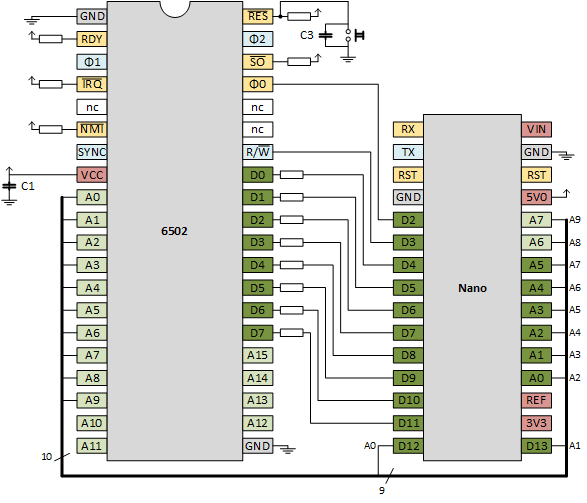 GND R̅E̅S̅
RDY Φ2 C3
Φ1 S̅O̅
I̅R̅Q̅ Φ0
nc nc
N̅M̅I̅ nc RX VIN
SYNC R/W̅ TX GND
VCC D0 RST RST
C1
A0 D1 GND 5V0
A1 D2 D2 A7 A9
6502
A2 D3 D3 A6 A8
A3 D4 D4 A5 A7
A4 D5 D5 Nano A4 A6
A5 D6 D6 A3 A5
A6 D7 D7 A2 A4
A7 A15 D8 A1 A3
A8 A14 D9 A0 A2
A9 A13 D10 REF
A10 A12 D11 3V3
A11 GND A0 D12 D13 A1
10
9